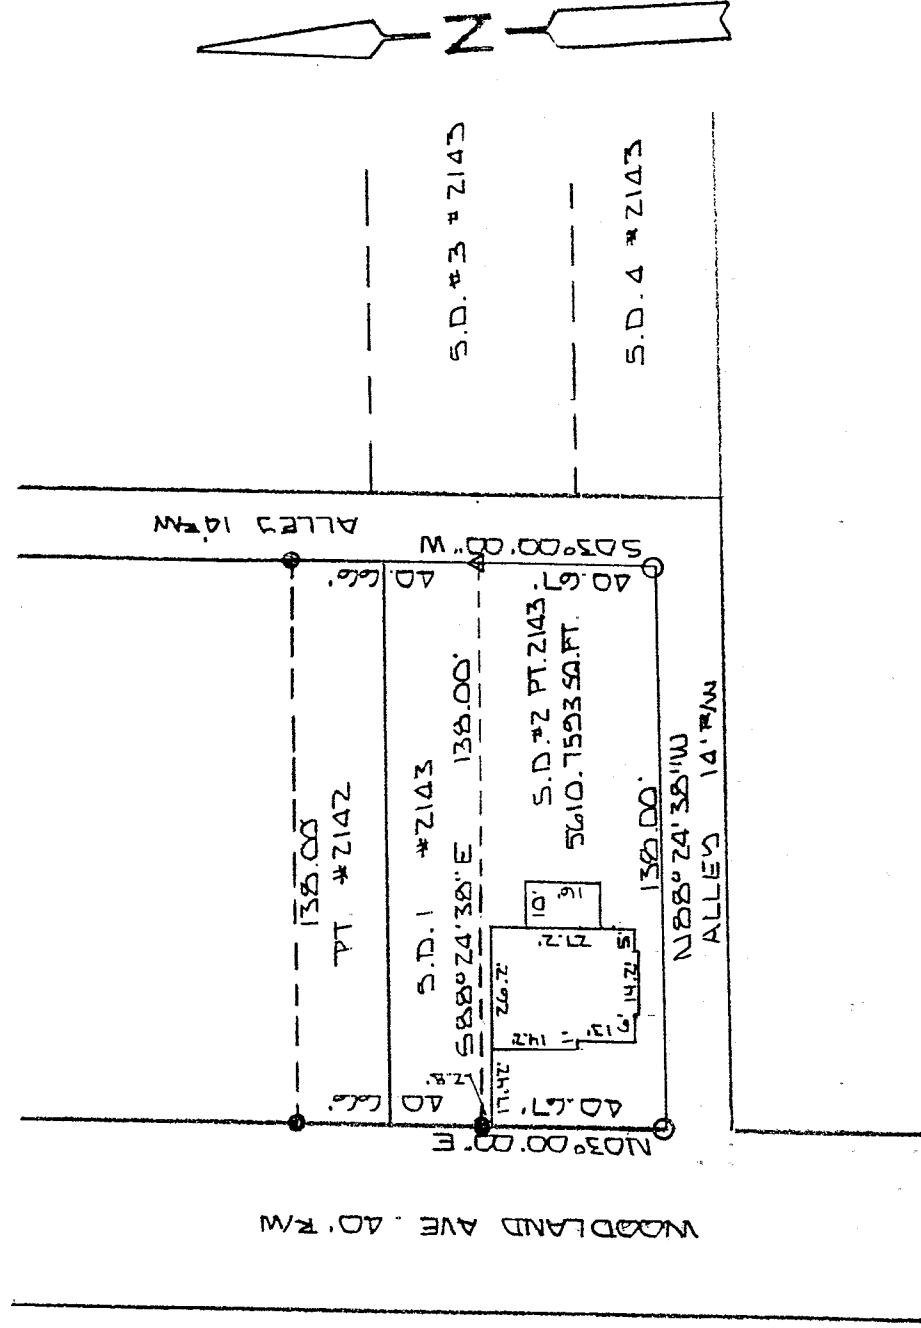 N
S.D. #3 #2143
S.D. 4 #2143
ALLEY 14' R/W
S03°00'00" W
40.66'
40.67'
138.00
PT. #2142
S.D. 1 #2143
S88°24'38"E 138.00'
S.D. #2 PT. 2143
5610.7593 SQ.FT.
10'
16
27.2'
26.2'
5'
14.2'
14.2'
13'
17.42'
2.8'
138.00'
N88°24'38"W
ALLEY 14' R/W
40.66'
40.67'
N03°00'00"E
WOODLAND AVE. 40' R/W